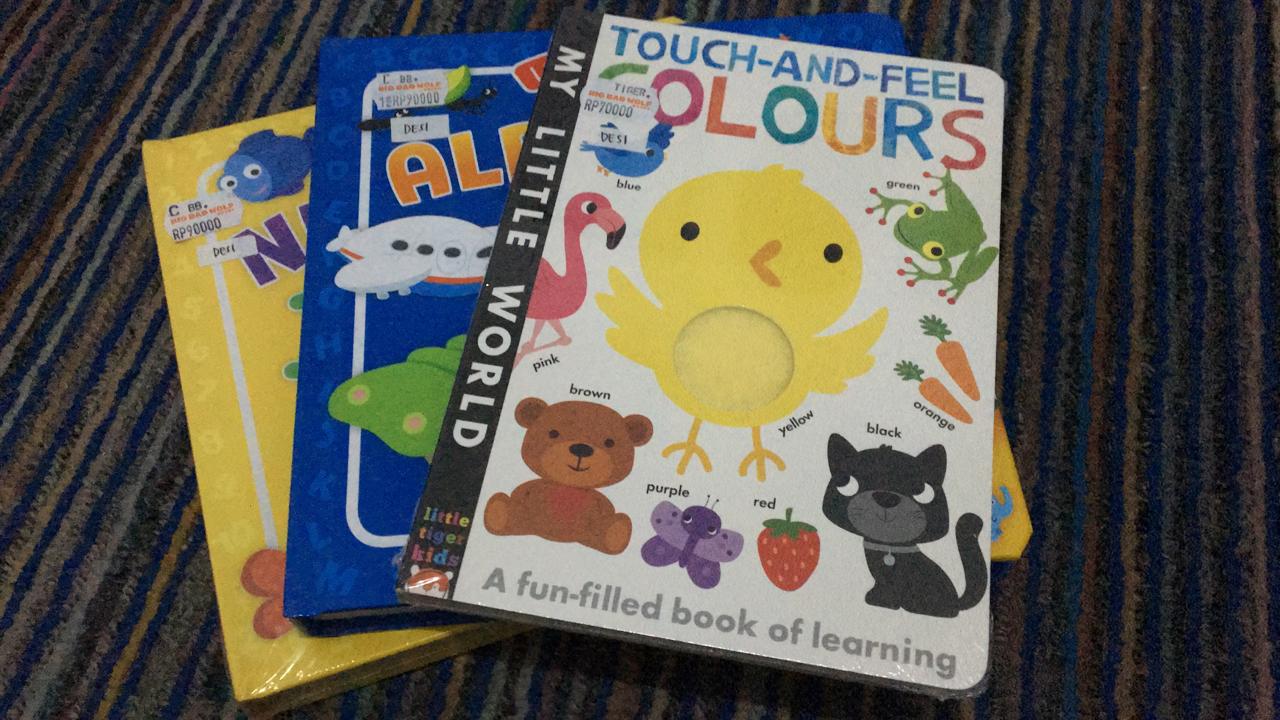 TOUCH-AND-FEEL
COLOURS
MY LITTLE WORLD
TIGER.
BIG BAD WOLF
RP70000
DESI
blue
green
pink
brown
yellow
orange
black
purple
red
little
tiger
kids
A fun-filled book of learning
C BB.
BIG BAD WOLF
RP90000
DESI
AL
C BB.
BIG BAD WOLF
RP90000
DESI
N